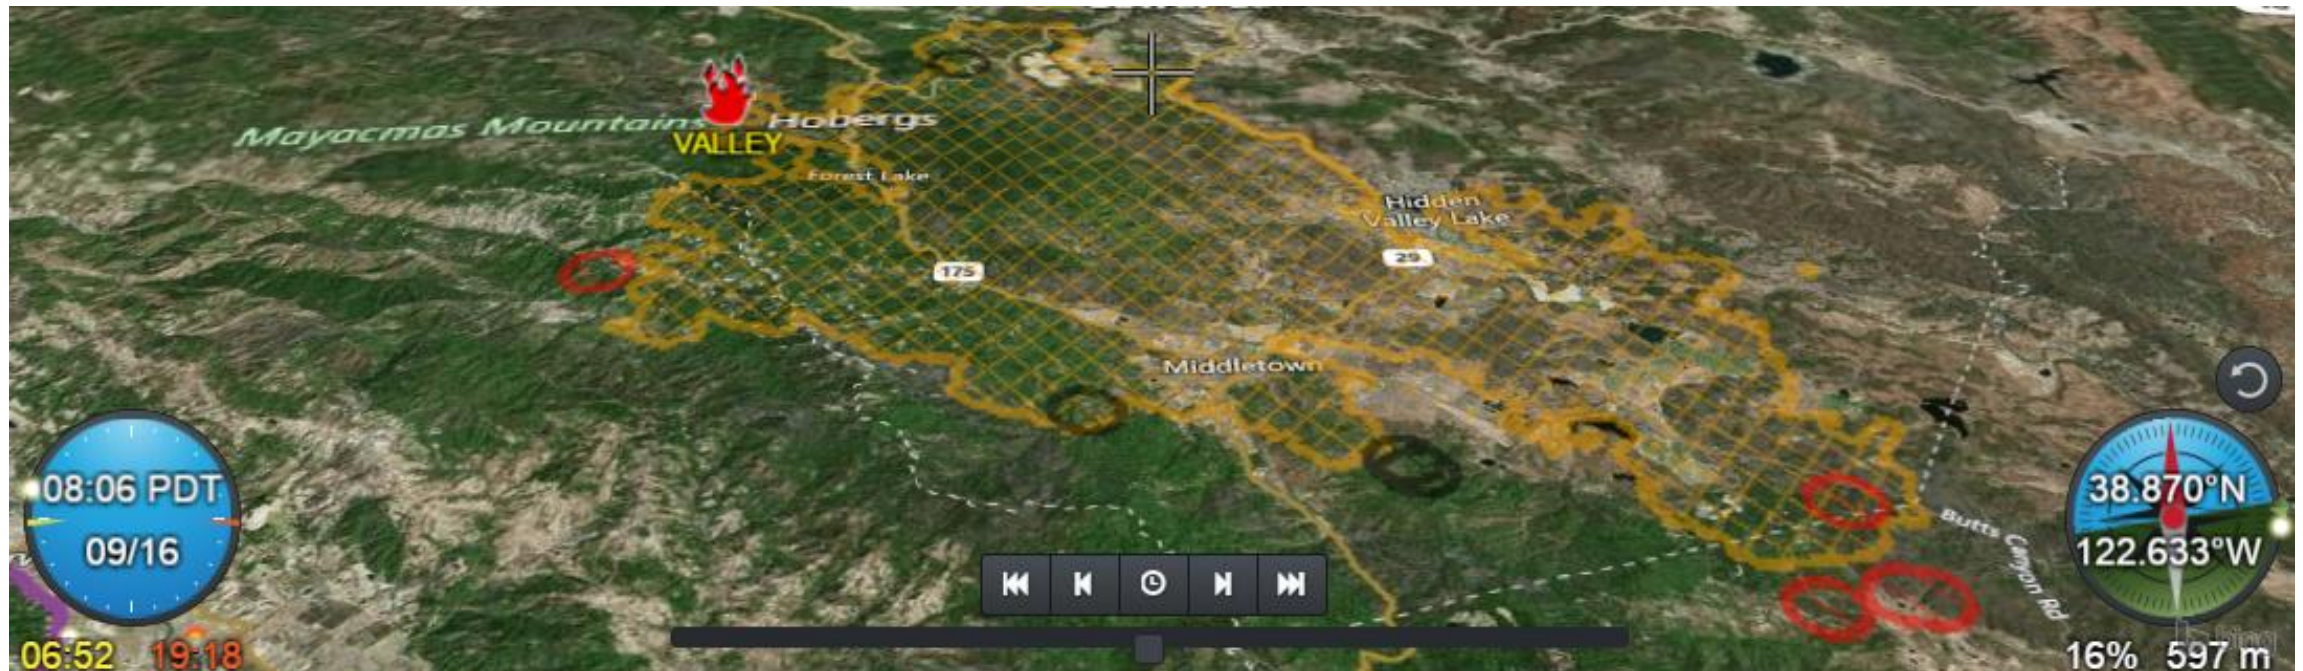 Mayacmas Mountains
Hobergs
VALLEY
Forest Lake
Hidden
Valley Lake
175
29
Middletown
08:06 PDT
09/16
38.870°N
122.633°W
Butts Canyon Rd
06:52 19:18
16% 597 m
bing